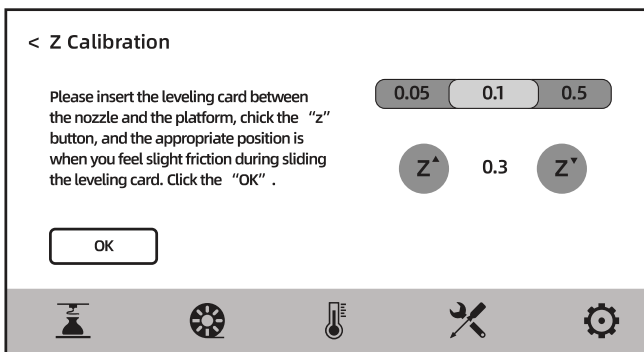 < Z Calibration
Please insert the leveling card between
the nozzle and the platform, chick the “z”
button, and the appropriate position is
when you feel slight friction during sliding
the leveling card. Click the “OK” .
0.05 0.1 0.5
Z 0.3 Z
OK